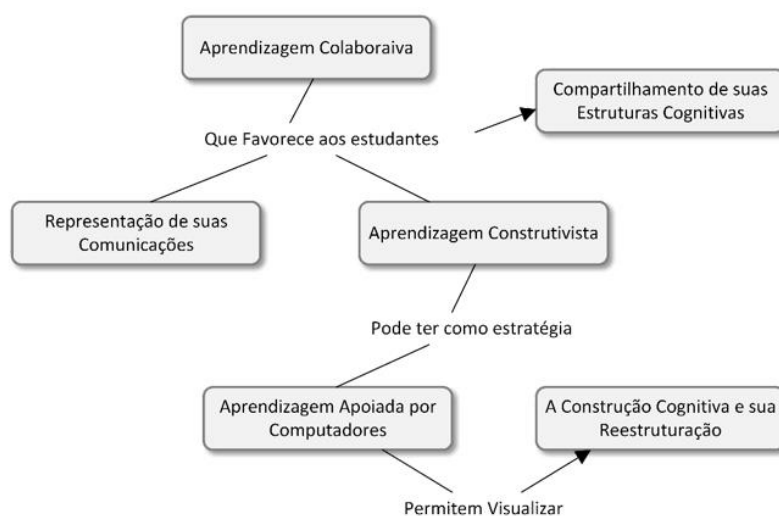 Aprendizagem Colaboraiva
Compartilhamento de suas
Estruturas Cognitivas
Que Favorece aos estudantes
Representação de suas
Comunicações
Aprendizagem Construtivista
Pode ter como estratégia
Aprendizagem Apoiada por
Computadores
A Construção Cognitiva e sua
Reestruturação
Permitem Visualizar